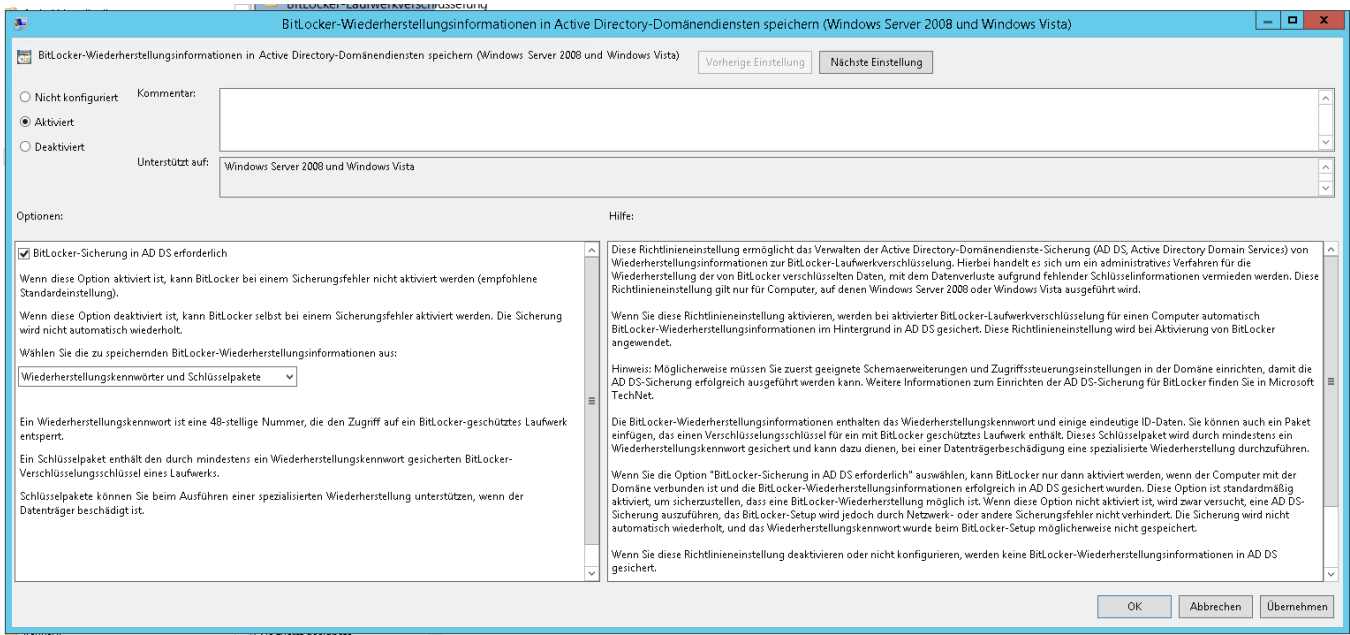 BitLocker-Laufwerkverschlüsselung
BitLocker-Wiederherstellungsinformationen in Active Directory-Domänendiensten speichern (Windows Server 2008 und Windows Vista)
BitLocker-Wiederherstellungsinformationen in Active Directory-Domänendiensten speichern (Windows Server 2008 und Windows Vista)
Vorherige Einstellung
Nächste Einstellung
Nicht konfiguriert
Kommentar:
Aktiviert
Deaktiviert
Unterstützt auf:
Windows Server 2008 und Windows Vista
Optionen:
Hilfe:
BitLocker-Sicherung in AD DS erforderlich
Wenn diese Option aktiviert ist, kann BitLocker bei einem Sicherungsfehler nicht aktiviert werden (empfohlene
Standardeinstellung).
Wenn diese Option deaktiviert ist, kann BitLocker selbst bei einem Sicherungsfehler aktiviert werden. Die Sicherung
wird nicht automatisch wiederholt.
Wählen Sie die zu speichernden BitLocker-Wiederherstellungsinformationen aus:
Wiederherstellungskennwörter und Schlüsselpakete
Ein Wiederherstellungskennwort ist eine 48-stellige Nummer, die den Zugriff auf ein BitLocker-geschütztes Laufwerk
entsperrt.
Ein Schlüsselpaket enthält den durch mindestens ein Wiederherstellungskennwort gesicherten BitLocker-
Verschlüsselungsschlüssel eines Laufwerks.
Schlüsselpakete können Sie beim Ausführen einer spezialisierten Wiederherstellung unterstützen, wenn der
Datenträger beschädigt ist.
Diese Richtlinieneinstellung ermöglicht das Verwalten der Active Directory-Domänendienste-Sicherung (AD DS, Active Directory Domain Services) von
Wiederherstellungsinformationen zur BitLocker-Laufwerkverschlüsselung. Hierbei handelt es sich um ein administratives Verfahren für die
Wiederherstellung der von BitLocker verschlüsselten Daten, mit dem Datenverluste aufgrund fehlender Schlüsselinformationen vermieden werden. Diese
Richtlinieneinstellung gilt nur für Computer, auf denen Windows Server 2008 oder Windows Vista ausgeführt wird.
Wenn Sie diese Richtlinieneinstellung aktivieren, werden bei aktivierter BitLocker-Laufwerkverschlüsselung für einen Computer automatisch
BitLocker-Wiederherstellungsinformationen im Hintergrund in AD DS gesichert. Diese Richtlinieneinstellung wird bei Aktivierung von BitLocker
angewendet.
Hinweis: Möglicherweise müssen Sie zuerst geeignete Schemaerweiterungen und Zugriffssteuerungseinstellungen in der Domäne einrichten, damit die
AD DS-Sicherung erfolgreich ausgeführt werden kann. Weitere Informationen zum Einrichten der AD DS-Sicherung für BitLocker finden Sie in Microsoft
TechNet.
Die BitLocker-Wiederherstellungsinformationen enthalten das Wiederherstellungskennwort und einige eindeutige ID-Daten. Sie können auch ein Paket
einfügen, das einen Verschlüsselungsschlüssel für ein mit BitLocker geschütztes Laufwerk enthält. Dieses Schlüsselpaket wird durch mindestens ein
Wiederherstellungskennwort gesichert und kann dazu dienen, bei einer Datenträgerbeschädigung eine spezialisierte Wiederherstellung durchzuführen.
Wenn Sie die Option "BitLocker-Sicherung in AD DS erforderlich" auswählen, kann BitLocker nur dann aktiviert werden, wenn der Computer mit der
Domäne verbunden ist und die BitLocker-Wiederherstellungsinformationen erfolgreich in AD DS gesichert wurden. Diese Option ist standardmäßig
aktiviert, um sicherzustellen, dass eine BitLocker-Wiederherstellung möglich ist. Wenn diese Option nicht aktiviert ist, wird zwar versucht, eine AD DS-
Sicherung auszuführen, das BitLocker-Setup wird jedoch durch Netzwerk- oder andere Sicherungsfehler nicht verhindert. Die Sicherung wird nicht
automatisch wiederholt, und das Wiederherstellungskennwort wurde beim BitLocker-Setup möglicherweise nicht gespeichert.
Wenn Sie diese Richtlinieneinstellung deaktivieren oder nicht konfigurieren, werden keine BitLocker-Wiederherstellungsinformationen in AD DS
gesichert.
OK
Abbrechen
Übernehmen